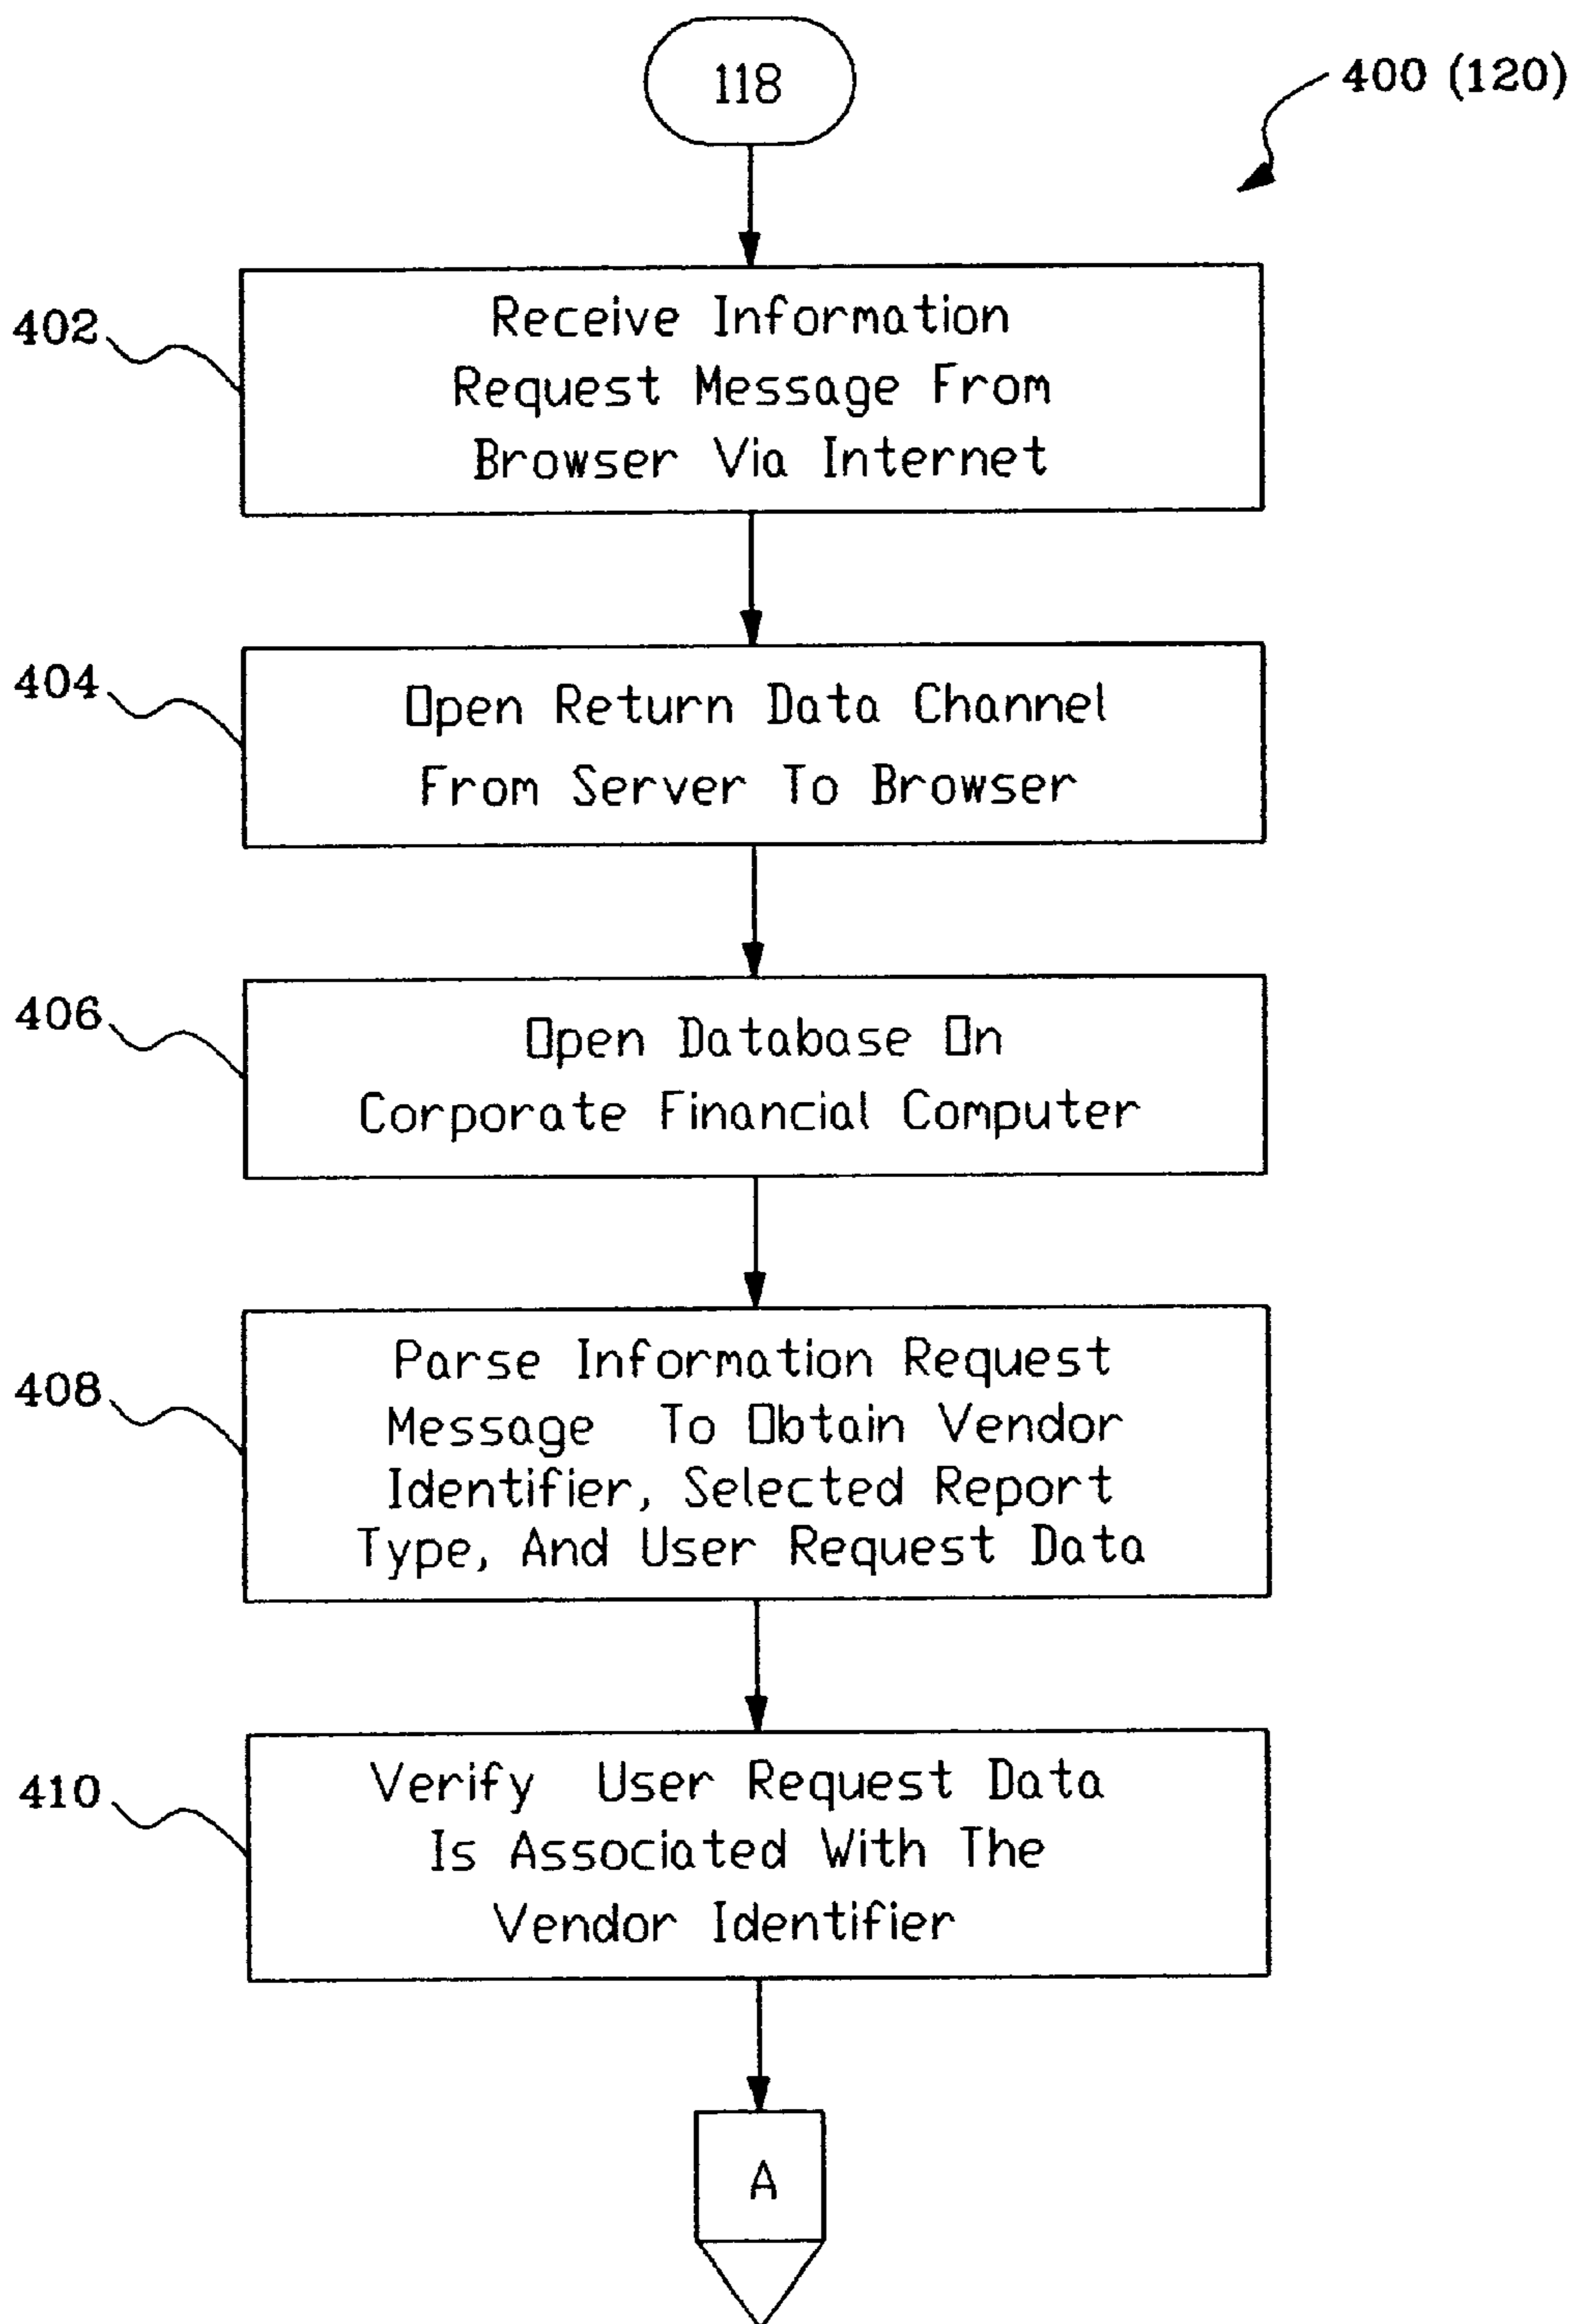 118
400 (120)
402
Receive Information
Request Message From
Browser Via Internet
404
Open Return Data Channel
From Server To Browser
406
Open Database On
Corporate Financial Computer
408
Parse Information Request
Message To Obtain Vendor
Identifier, Selected Report
Type, And User Request Data
410
Verify User Request Data
Is Associated With The
Vendor Identifier
A